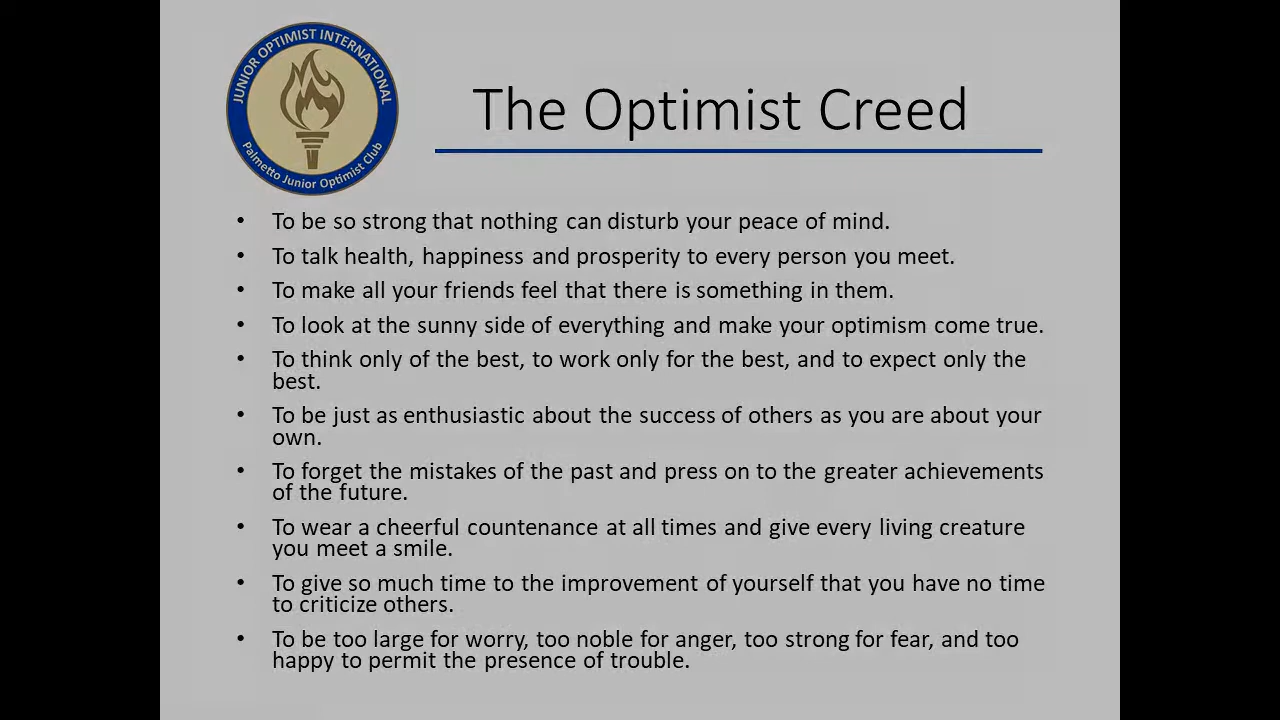 JUNIOR OPTIMIST INTERNATIONAL
Palmetto Junior Optimist Club
The Optimist Creed
• To be so strong that nothing can disturb your peace of mind.
• To talk health, happiness and prosperity to every person you meet.
• To make all your friends feel that there is something in them.
• To look at the sunny side of everything and make your optimism come true.
• To think only of the best, to work only for the best, and to expect only the
best.
• To be just as enthusiastic about the success of others as you are about your
own.
• To forget the mistakes of the past and press on to the greater achievements
of the future.
• To wear a cheerful countenance at all times and give every living creature
you meet a smile.
• To give so much time to the improvement of yourself that you have no time
to criticize others.
• To be too large for worry, too noble for anger, too strong for fear, and too
happy to permit the presence of trouble.